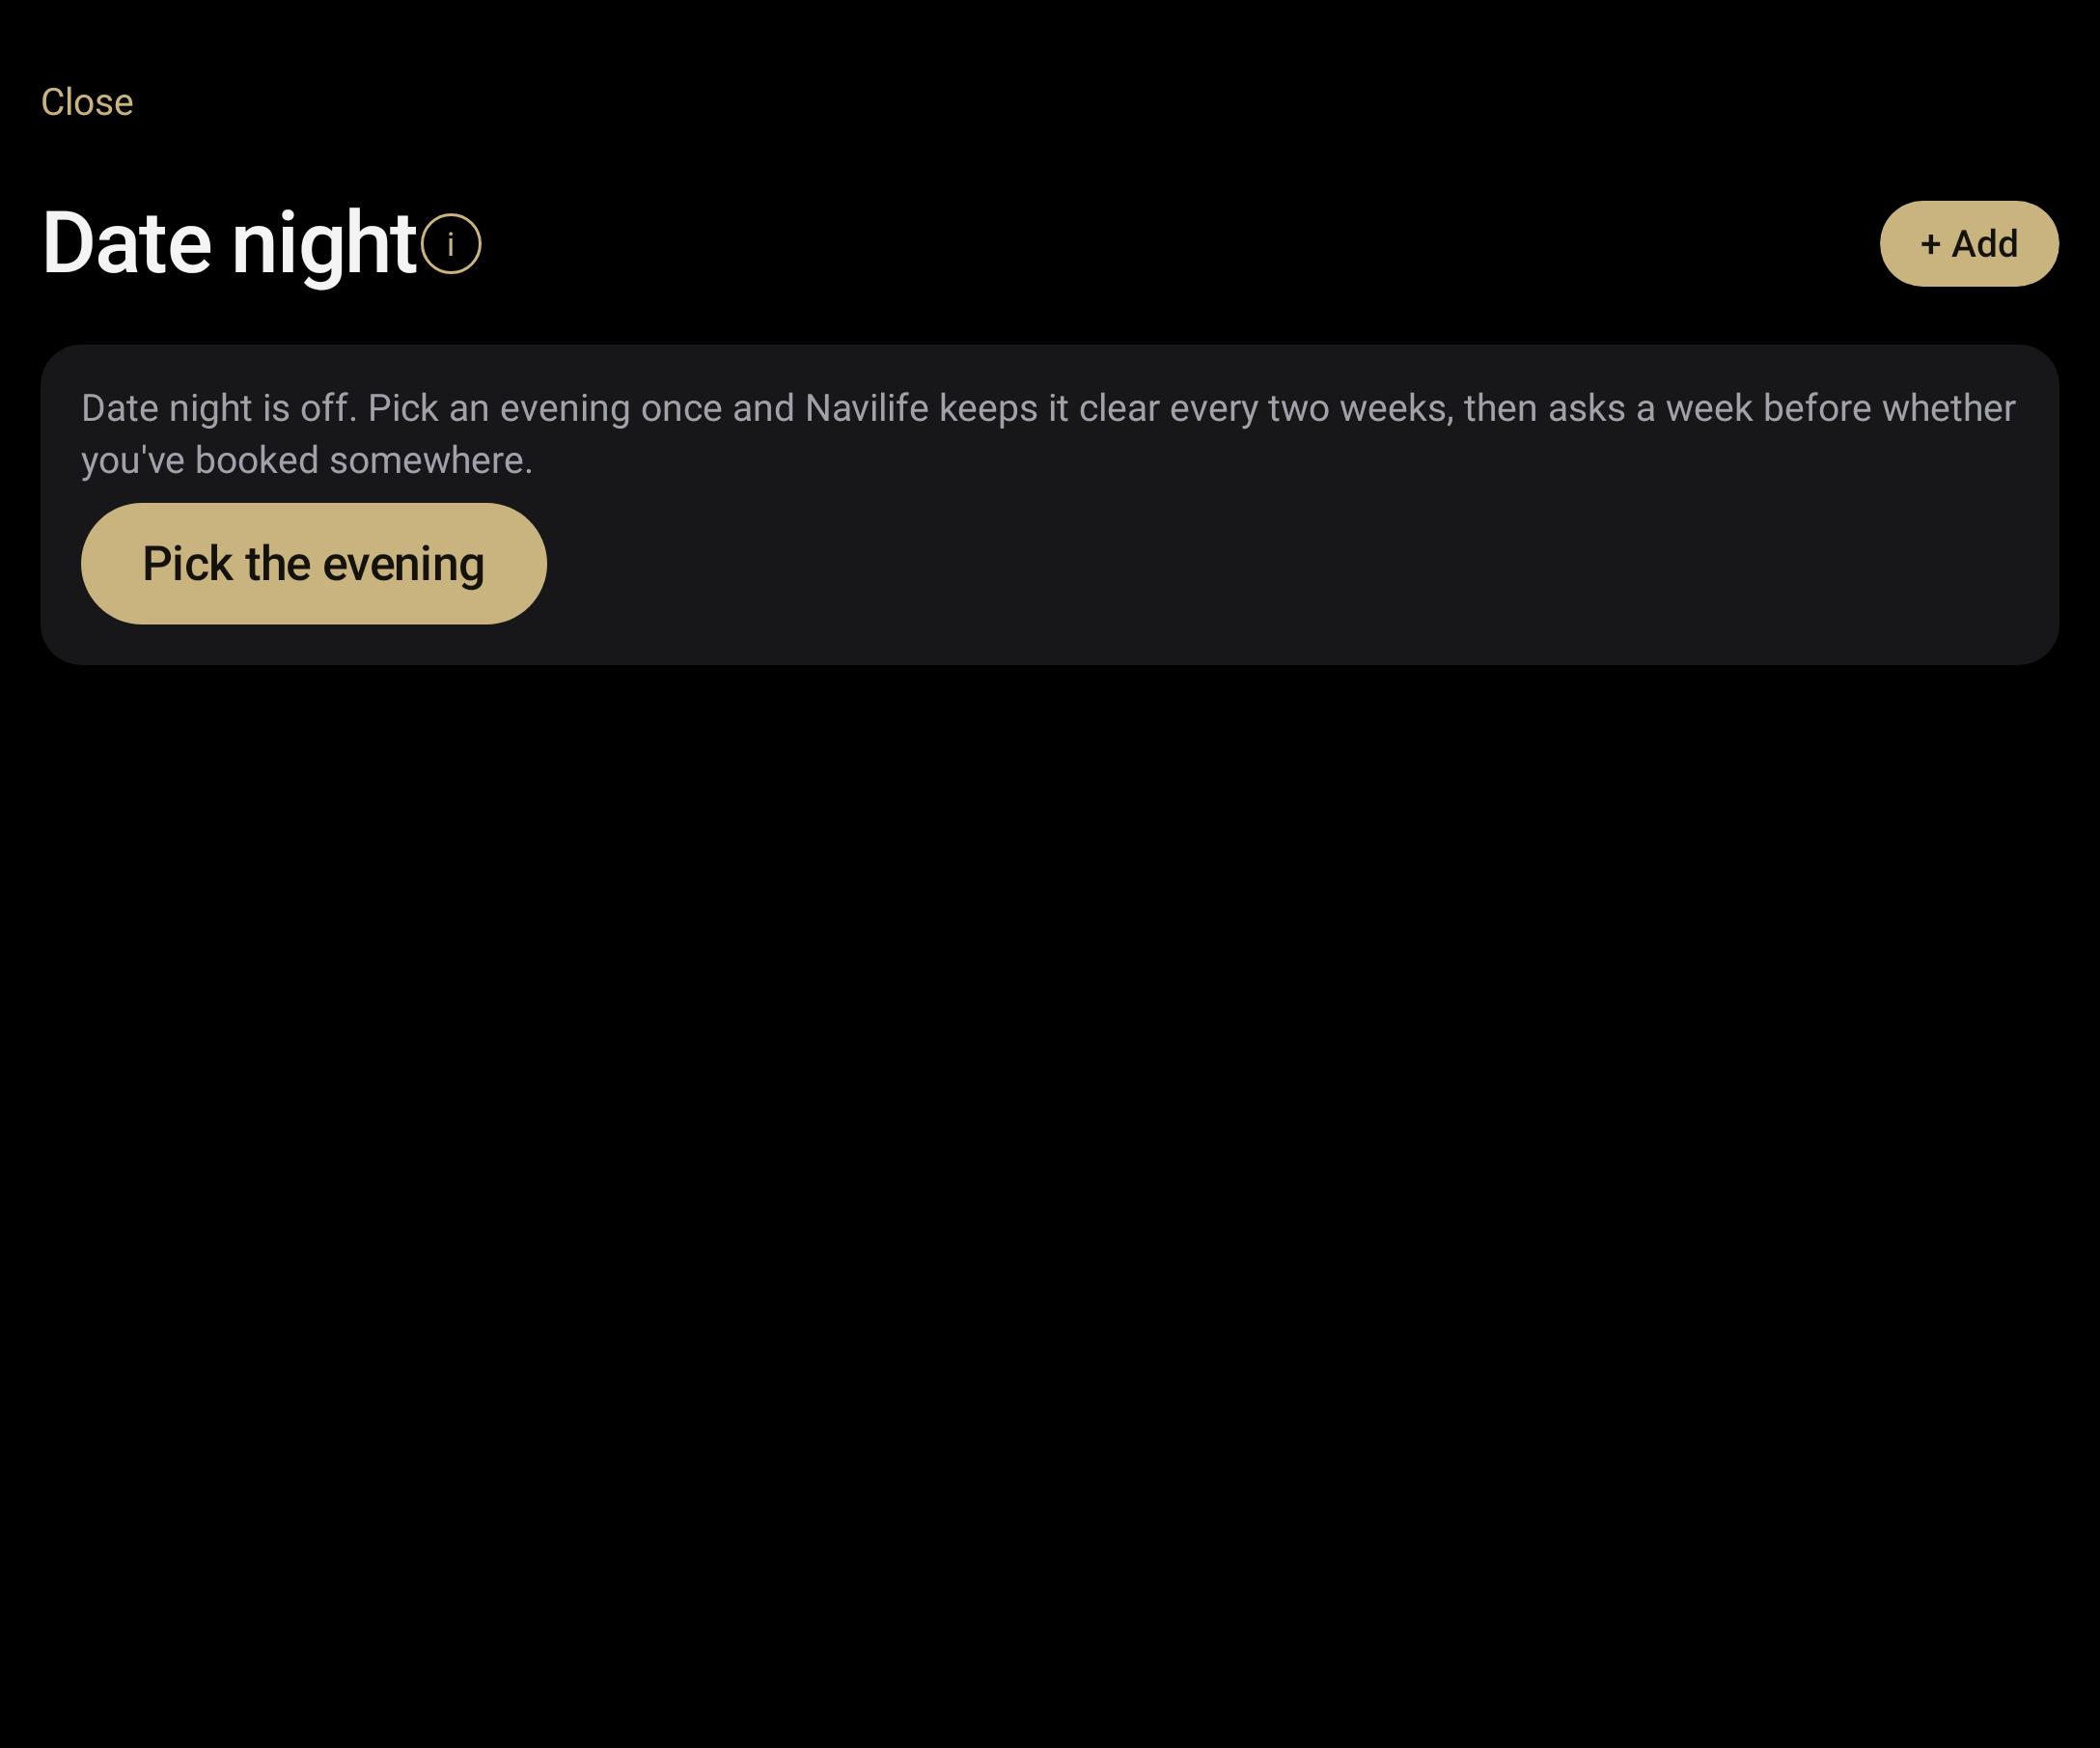 Close
Date night i
+ Add
Date night is off. Pick an evening once and Navilife keeps it clear every two weeks, then asks a week before whether
you've booked somewhere.
Pick the evening